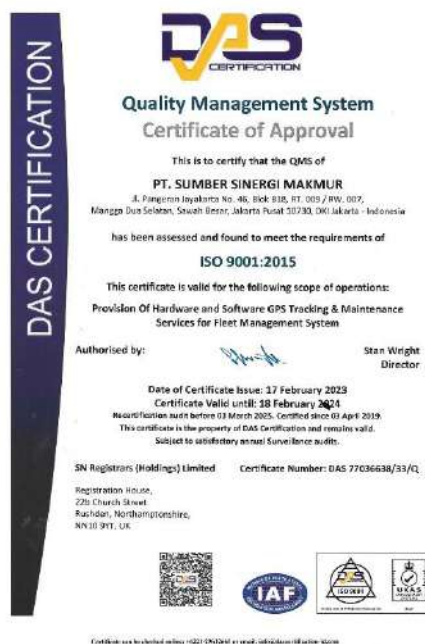 DAS
CERTIFICATION
DAS CERTIFICATION
Quality Management System
Certificate of Approval
This is to certify that the QMS of
PT. SUMBER SINERGI MAKMUR
Jl. Pangeran Jayakarta No. 46, Blok B18, RT. 009 / RW. 007,
Mangga Dua Selatan, Sawah Besar, Jakarta Pusat 10730, DKI Jakarta - Indonesia
has been assessed and found to meet the requirements of
ISO 9001:2015
This certificate is valid for the following scope of operations:
Provision Of Hardware and Software GPS Tracking & Maintenance
Services for Fleet Management System
Authorised by:
Stan Wright
Director
Date of Certificate Issue: 17 February 2023
Certificate Valid until: 18 February 2024
Recertification audit before 03 March 2025. Certified since 03 April 2019.
This certificate is the property of DAS Certification and remains valid.
Subject to satisfactory annual Surveillance audits.
SN Registrars (Holdings) Limited
Certificate Number: DAS 77036638/33/Q
Registration House,
22b Church Street
Rushden, Northamptonshire,
NN10 9YT, UK
DAS
IAF
DAS
ISO 9001
UKAS